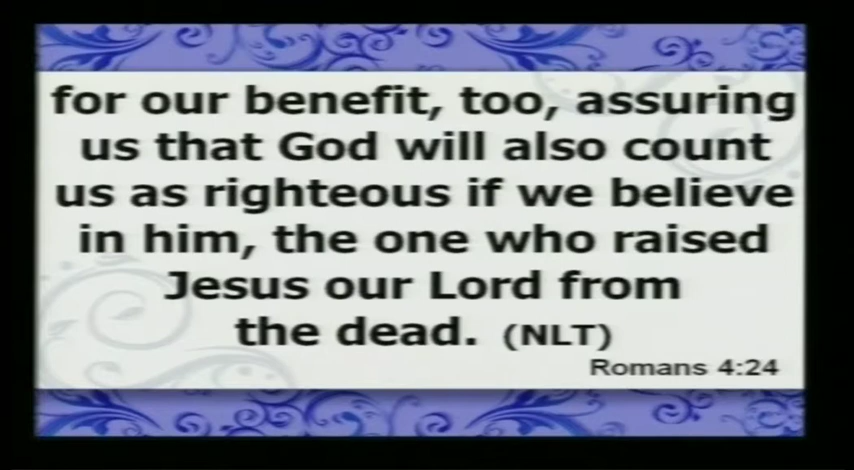 for our benefit, too, assuring
us that God will also count
us as righteous if we believe
in him, the one who raised
Jesus our Lord from
the dead. (NLT)
Romans 4:24